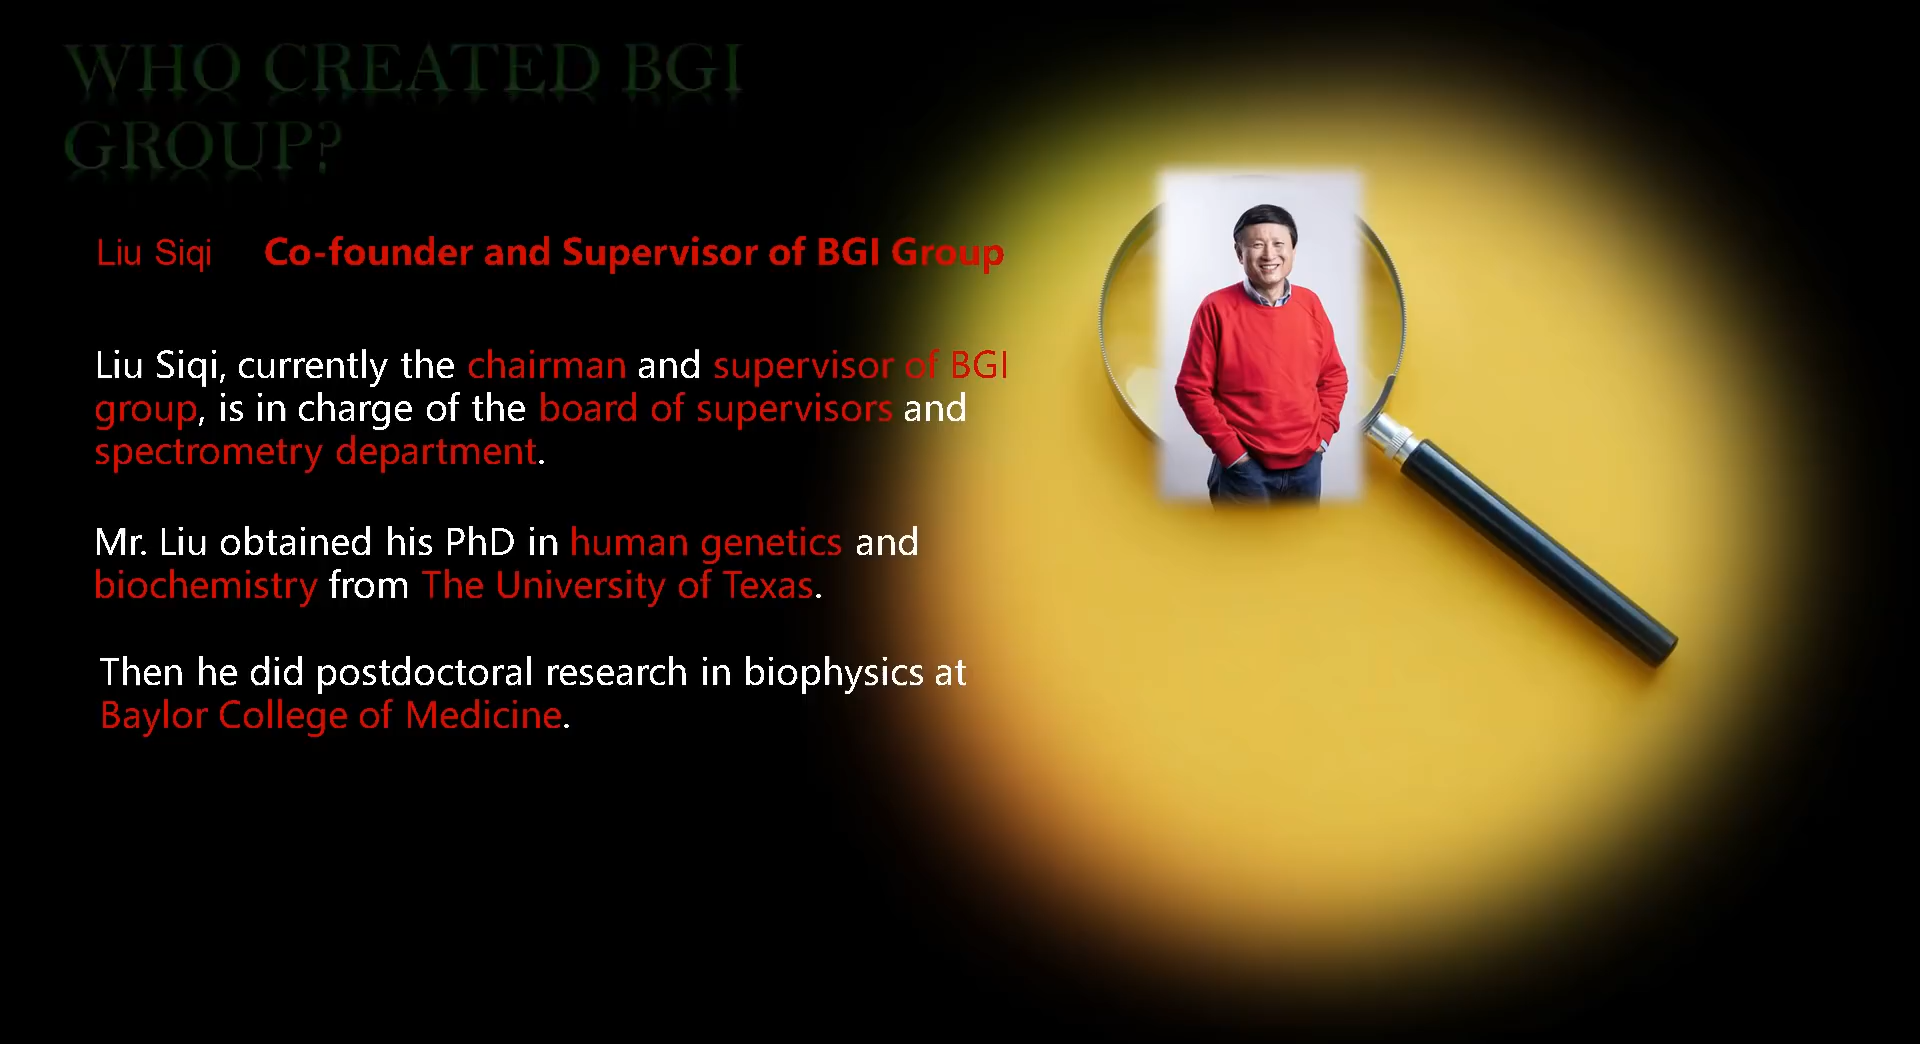 WHO CREATED BGI
GROUP?
Liu Siqi Co-founder and Supervisor of BGI Group
Liu Siqi, currently the chairman and supervisor of BGI
group, is in charge of the board of supervisors and
spectrometry department.
Mr. Liu obtained his PhD in human genetics and
biochemistry from The University of Texas.
Then he did postdoctoral research in biophysics at
Baylor College of Medicine.